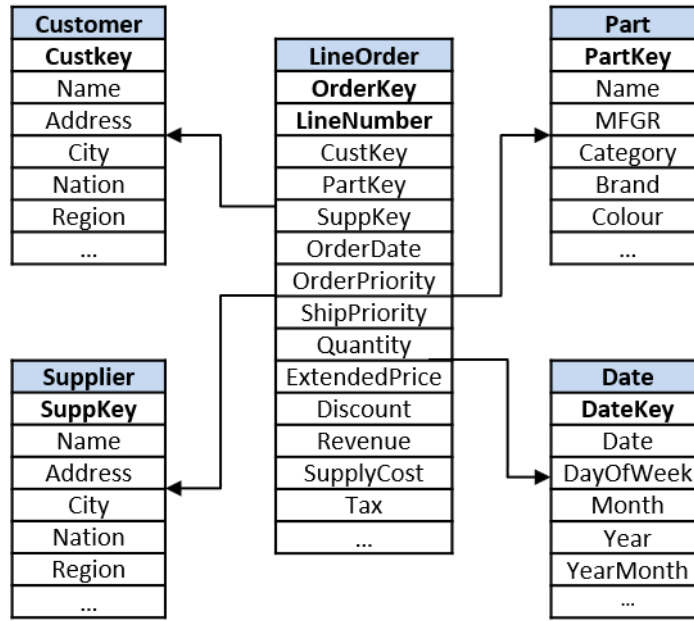 Customer
Custkey
Name
Address
City
Nation
Region
...
LineOrder
OrderKey
LineNumber
CustKey
PartKey
SuppKey
OrderDate
OrderPriority
ShipPriority
Quantity
ExtendedPrice
Discount
Revenue
SupplyCost
Tax
...
Part
PartKey
Name
MFGR
Category
Brand
Colour
...
Supplier
SuppKey
Name
Address
City
Nation
Region
...
Date
DateKey
Date
DayOfWeek
Month
Year
YearMonth
...